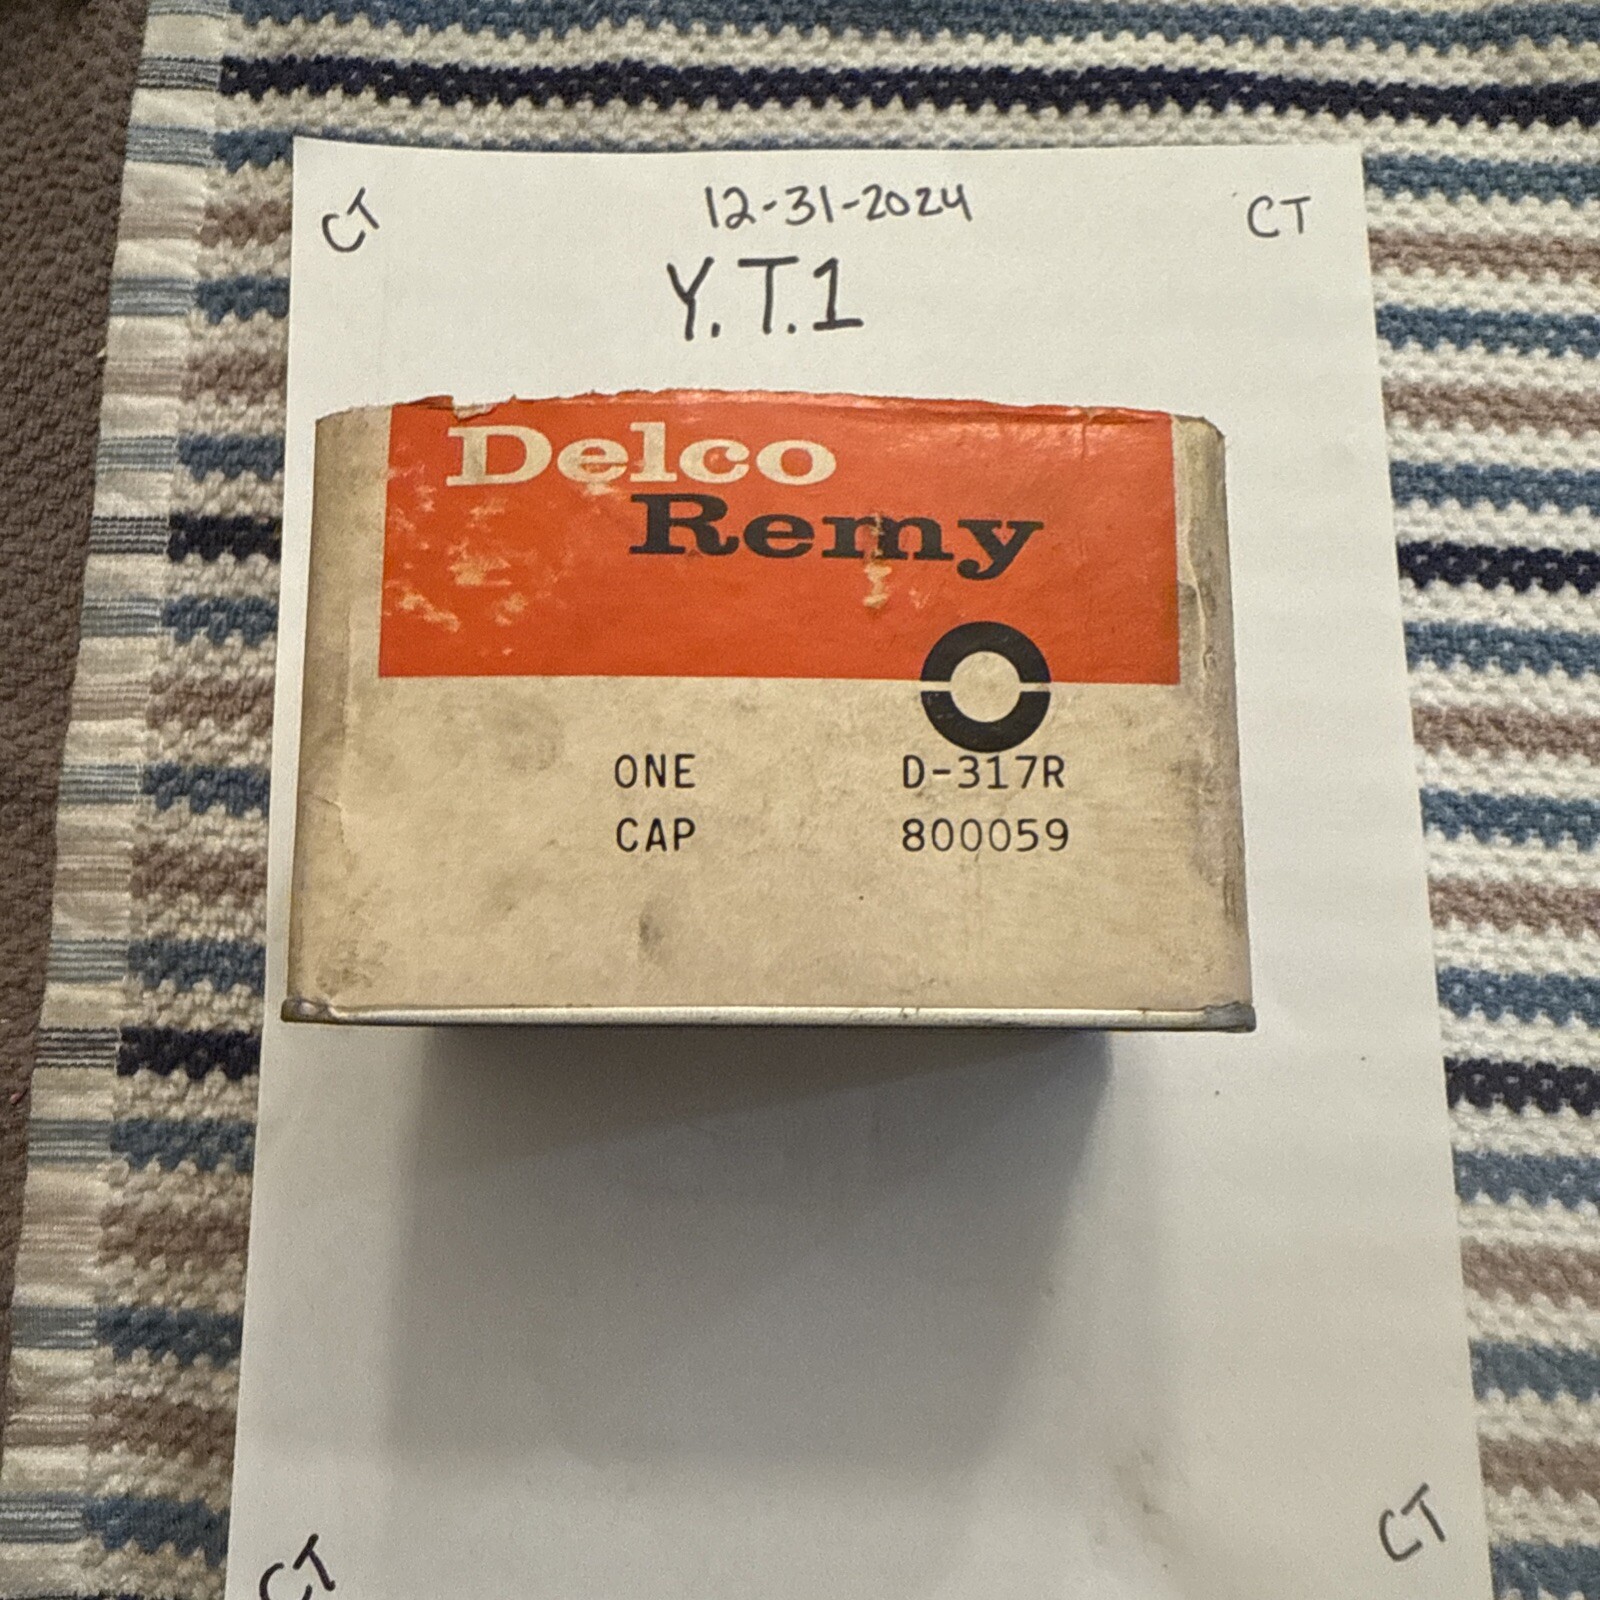 CT 12-31-2024 CT
Y.T.1
Delco
Remy
ONE D-317R
CAP 800059
CT
CT